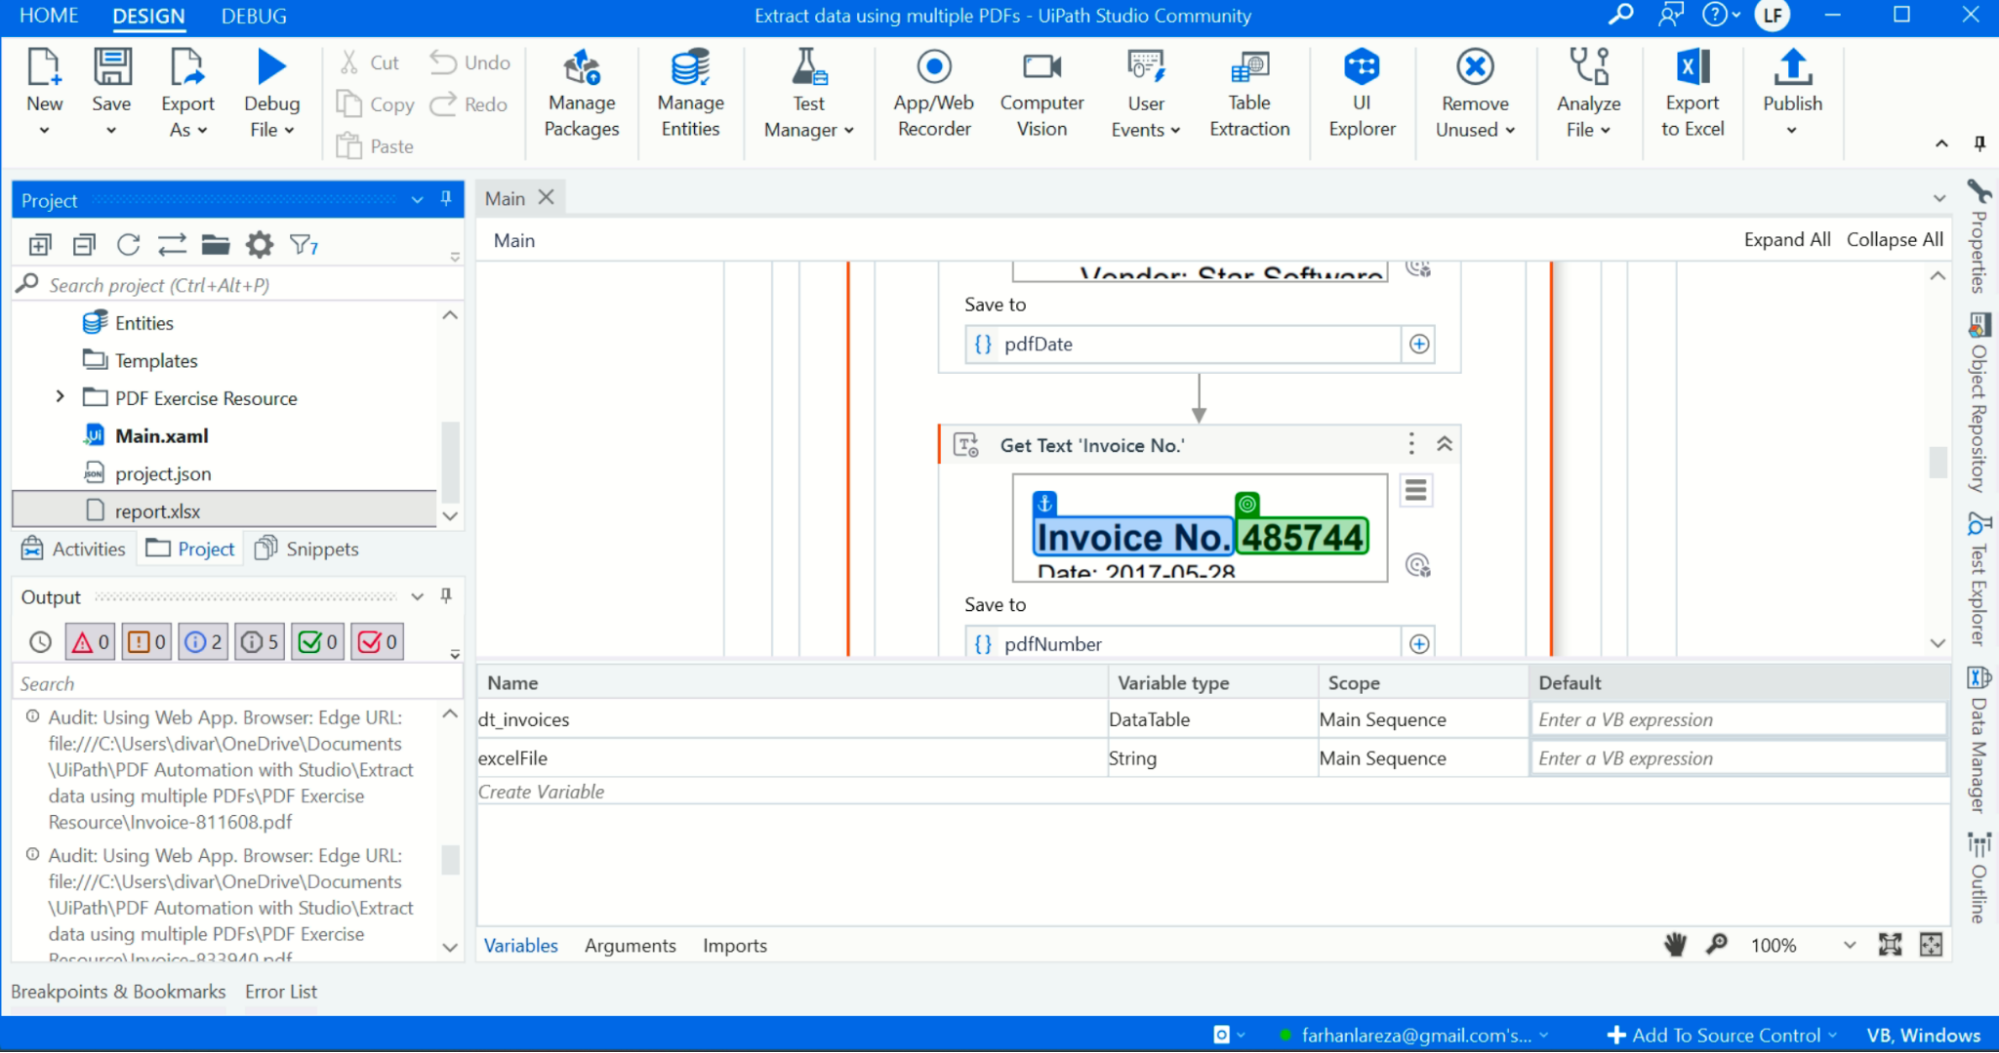 HOME DESIGN DEBUG Extract data using multiple PDFs - UiPath Studio Community LF
New Save Export As Debug File Cut Copy Paste Undo Redo Manage Packages Manage Entities Test Manager App/Web Recorder Computer Vision User Events Table Extraction UI Explorer Remove Unused Analyze File Export to Excel Publish
Project
7
Search project (Ctrl+Alt+P)
Entities
Templates
PDF Exercise Resource
Main.xaml
project.json
report.xlsx
Activities Project Snippets
Output
0 0 2 5 0 0
Search
Audit: Using Web App. Browser: Edge URL:
file:///C:\Users\divar\OneDrive\Documents
\UiPath\PDF Automation with Studio\Extract
data using multiple PDFs\PDF Exercise
Resource\Invoice-811608.pdf
Audit: Using Web App. Browser: Edge URL:
file:///C:\Users\divar\OneDrive\Documents
\UiPath\PDF Automation with Studio\Extract
data using multiple PDFs\PDF Exercise
Resource\Invoice-833940.pdf
Breakpoints & Bookmarks Error List
Main
Main
Expand All Collapse All
Vendor: Star Software
Save to
{} pdfDate
Get Text 'Invoice No.'
Invoice No. 485744
Date: 2017-05-28
Save to
{} pdfNumber
Name Variable type Scope Default
dt_invoices DataTable Main Sequence Enter a VB expression
excelFile String Main Sequence Enter a VB expression
Create Variable
Variables Arguments Imports
100%
Properties
Object Repository
Test Explorer
Data Manager
Outline
farhanlareza@gmail.com's... Add To Source Control VB, Windows